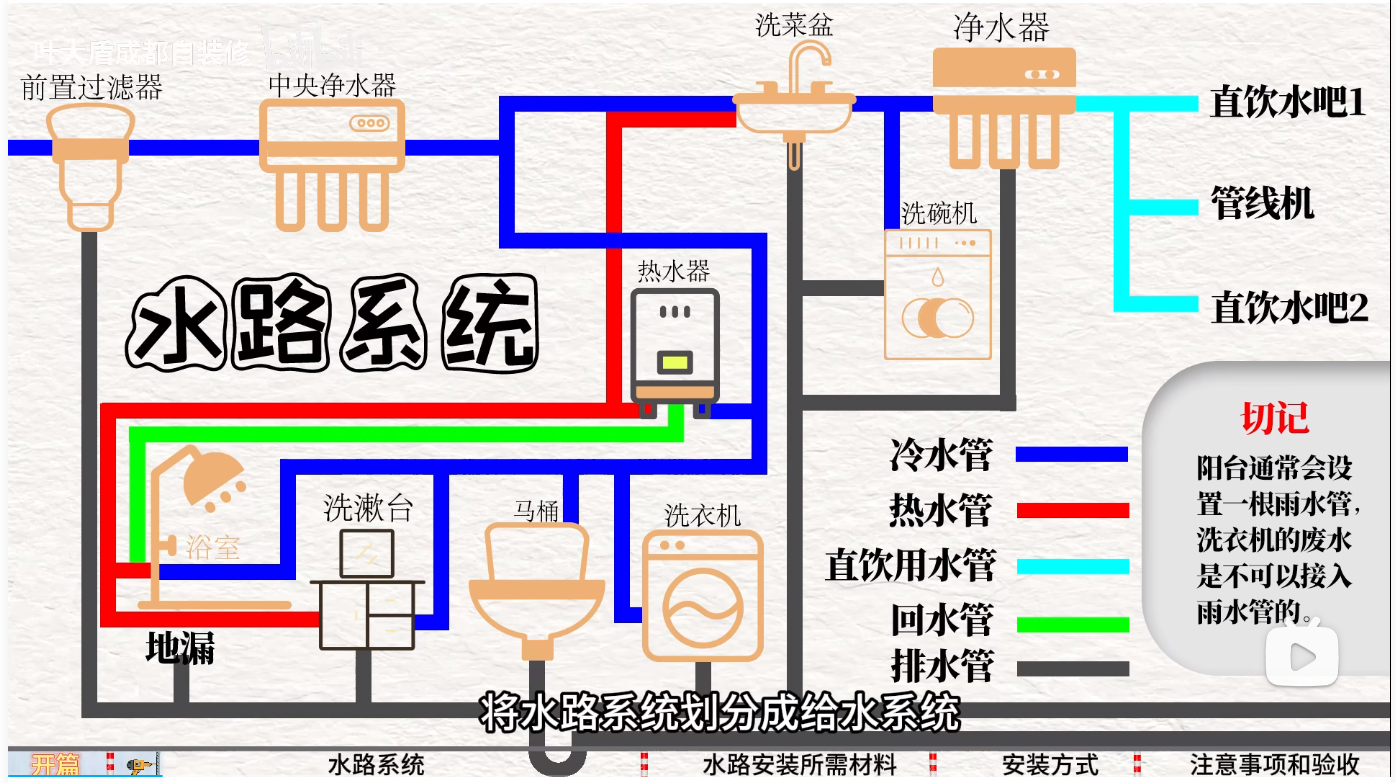 叶大盾成都自装修
前置过滤器
中央净水器
洗菜盆
净水器
直饮水吧1
管线机
直饮水吧2
洗碗机
热水器
水路系统
浴室
洗漱台
马桶
洗衣机
地漏
冷水管
热水管
直饮用水管
回水管
排水管
切记
阳台通常会设
置一根雨水管，
洗衣机的废水
是不可以接入
雨水管的。
将水路系统划分成给水系统
开篇
水路系统
水路安装所需材料
安装方式
注意事项和验收